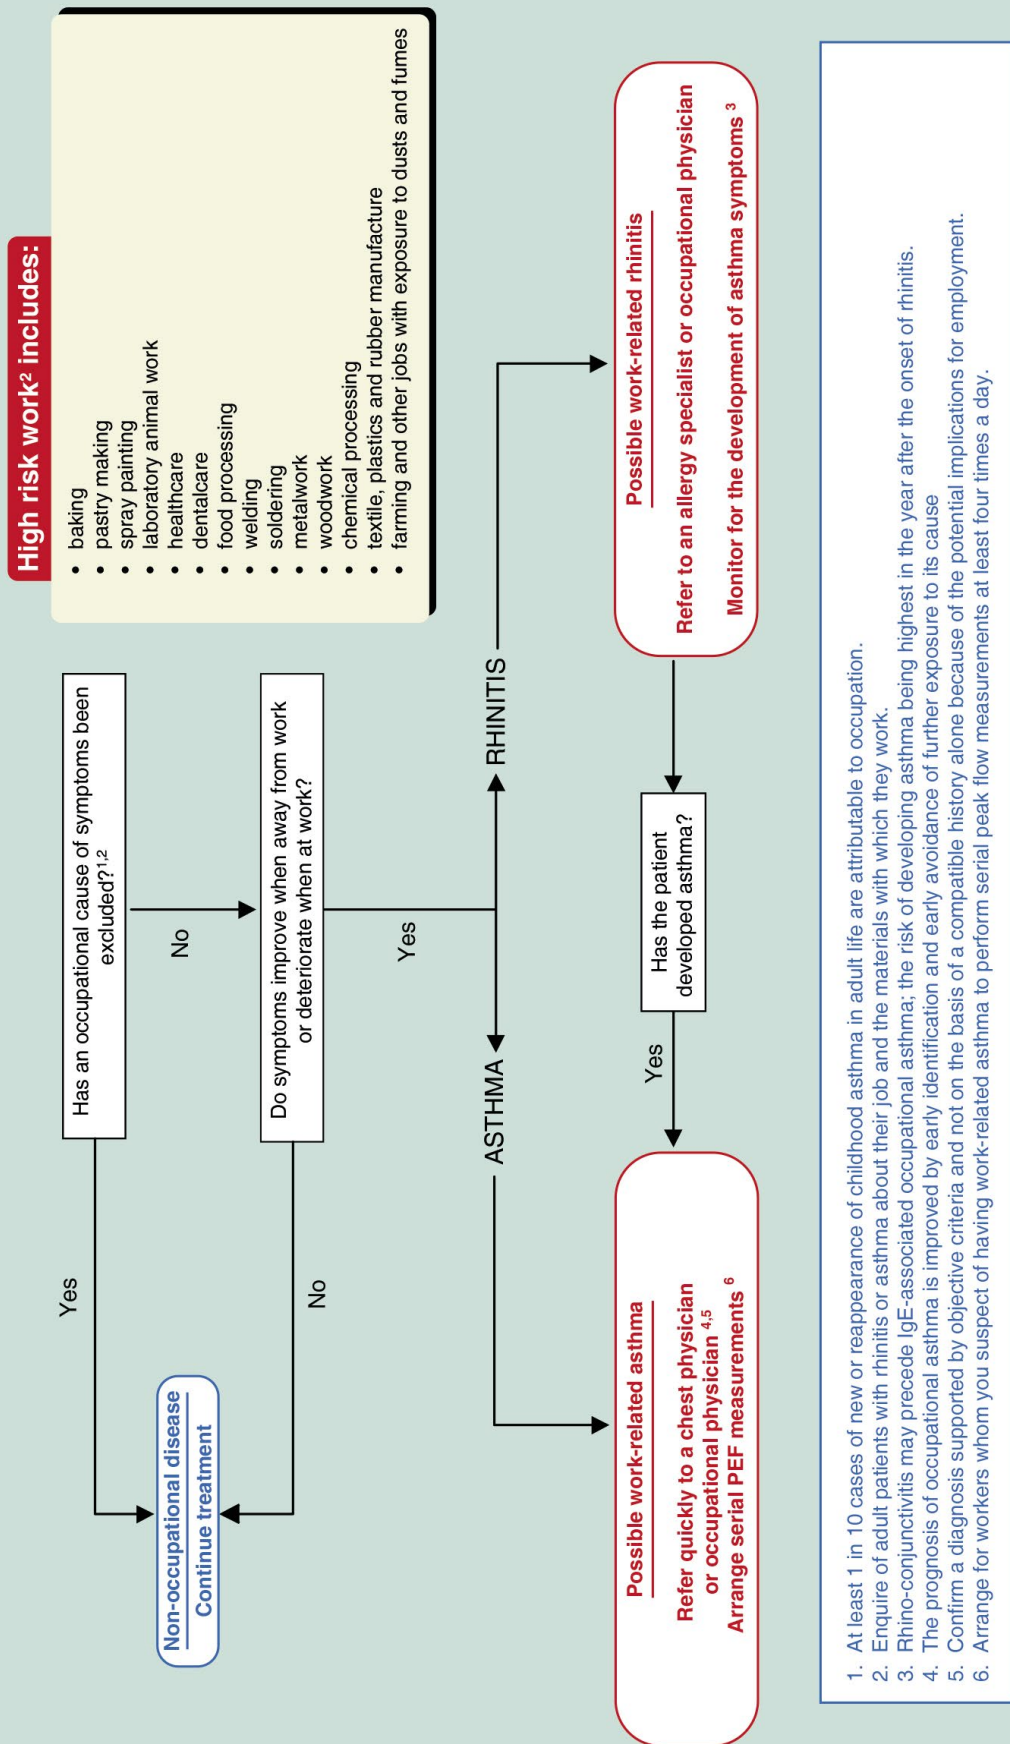 High risk work² includes:
• baking
• pastry making
• spray painting
• laboratory animal work
• healthcare
• dentalcare
• food processing
• welding
• soldering
• metalwork
• woodwork
• chemical processing
• textile, plastics and rubber manufacture
• farming and other jobs with exposure to dusts and fumes
Has an occupational cause of symptoms been
excluded?¹,²
Yes
No
Non-occupational disease
Continue treatment
Do symptoms improve when away from work
or deteriorate when at work?
No
Yes
ASTHMA
RHINITIS
Possible work-related asthma
Refer quickly to a chest physician
or occupational physician ⁴,⁵
Arrange serial PEF measurements ⁶
Yes
Has the patient
developed asthma?
Possible work-related rhinitis
Refer to an allergy specialist or occupational physician
Monitor for the development of asthma symptoms ³
1. At least 1 in 10 cases of new or reappearance of childhood asthma in adult life are attributable to occupation.
2. Enquire of adult patients with rhinitis or asthma about their job and the materials with which they work.
3. Rhino-conjunctivitis may precede IgE-associated occupational asthma; the risk of developing asthma being highest in the year after the onset of rhinitis.
4. The prognosis of occupational asthma is improved by early identification and early avoidance of further exposure to its cause
5. Confirm a diagnosis supported by objective criteria and not on the basis of a compatible history alone because of the potential implications for employment.
6. Arrange for workers whom you suspect of having work-related asthma to perform serial peak flow measurements at least four times a day.